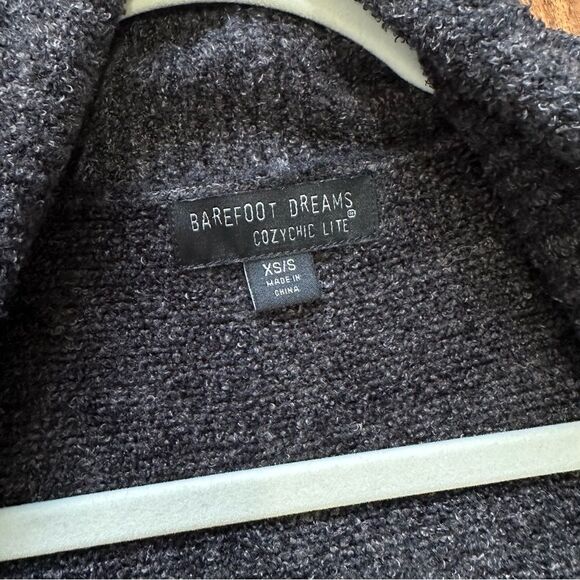 BAREFOOT DREAMS®
COZYCHIC LITE
XS/S
MADE IN
CHINA